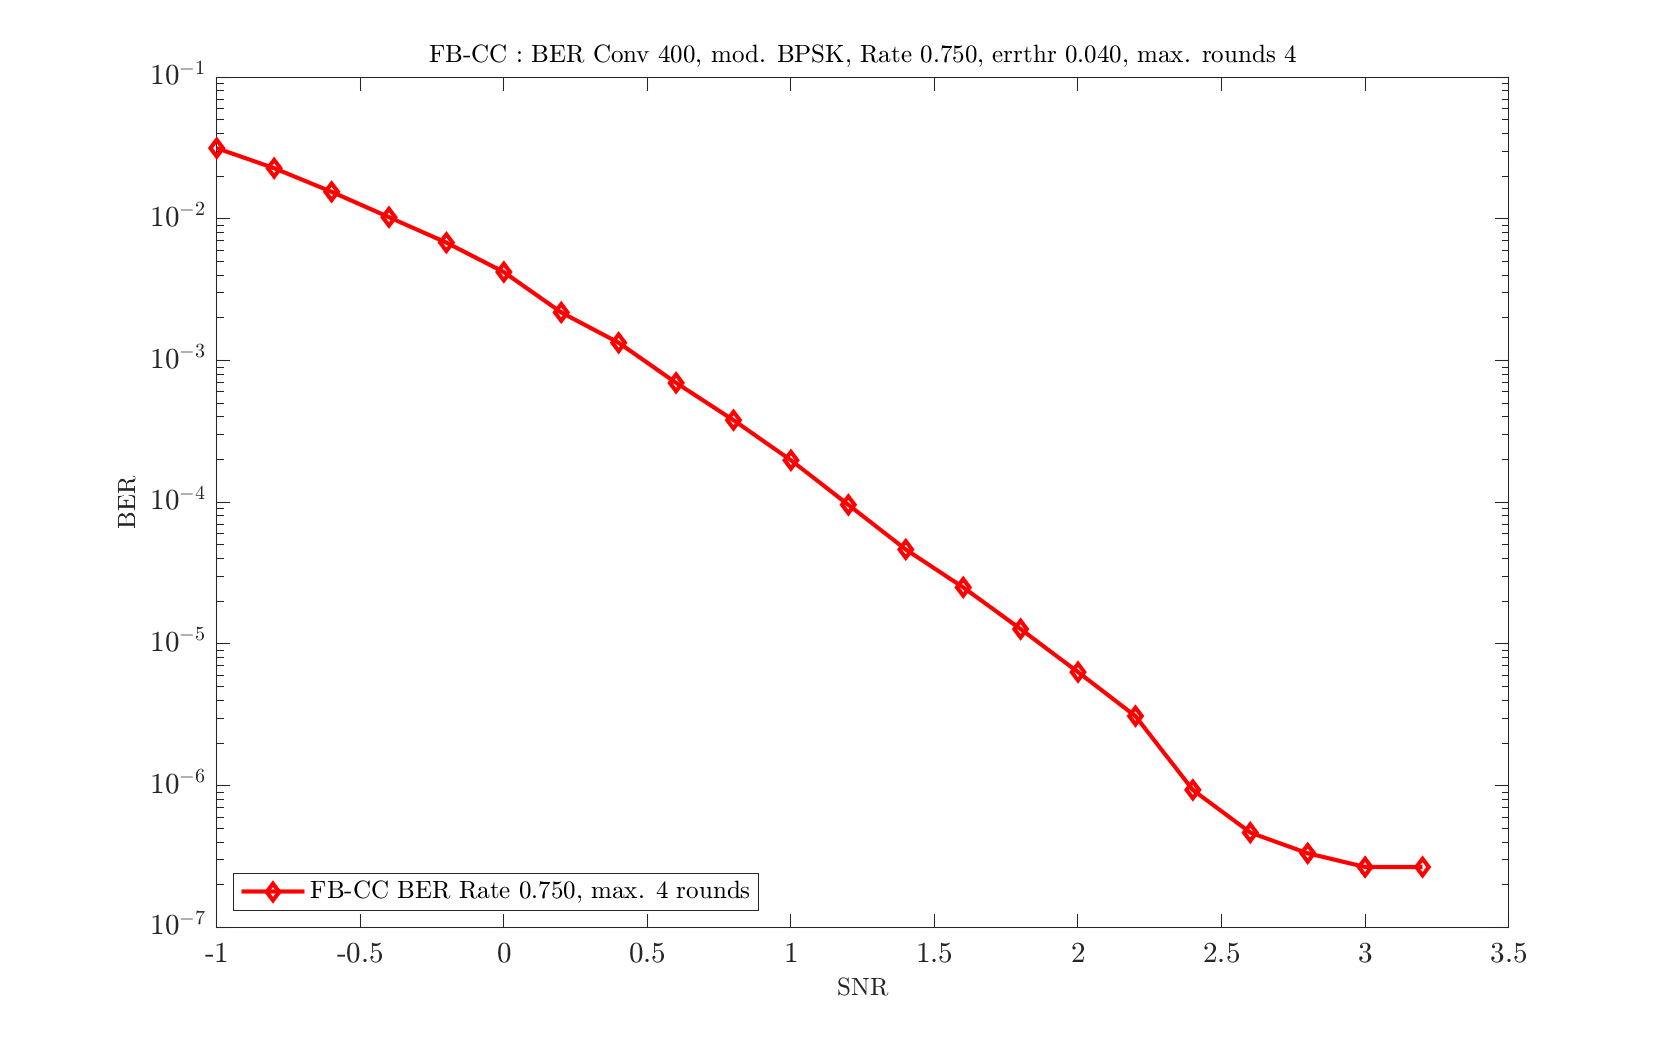 FB-CC : BER Conv 400, mod. BPSK, Rate 0.750, errthr 0.040, max. rounds 4
10^{-1}
10^{-2}
10^{-3}
10^{-4}
10^{-5}
10^{-6}
10^{-7}
BER
FB-CC BER Rate 0.750, max. 4 rounds
-1 -0.5 0 0.5 1 1.5 2 2.5 3 3.5
SNR